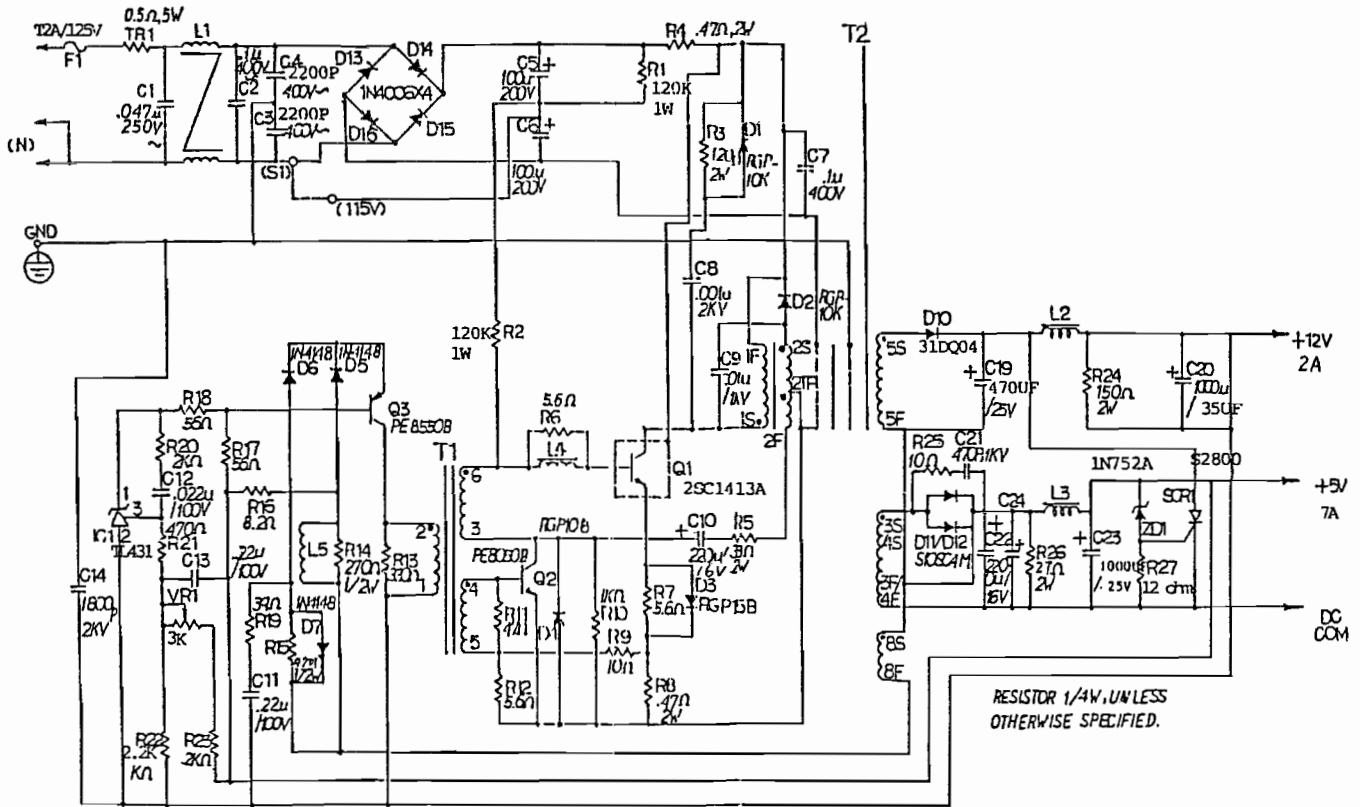 0.5Ω,5W
T2A/125V
TR1
L1
F1
C1
.047u
250V
~
.1u
400V
C2
C4
2200P
400V~
C3
2200P
400V~
D13
D14
1N4006X4
D16
D15
C5
100u
200V
C6
100u
200V
R4
.47Ω,2W
R1
120K
1W
R3
2W
D1
RGP-
10K
C7
.1u
400V
T2
(N)
(S1)
(115V)
GND
C8
.001u
2KV
D2
RGP-
10K
120K
1W
R2
C9
.01u
/1KV
1F
1S
2S
2F
D10
31DQ04
L2
+12V
2A
5S
5F
C19
470UF
/25V
R24
150Ω
2W
C20
1000u
/35UF
R18
56Ω
R20
2KΩ
C12
.022u
/100V
470Ω
R21
C13
.22u
/100V
R17
56Ω
R16
8.2Ω
1N4148
D6
1N4148
D5
Q3
PE8550B
1
3
2
IC1
TL431
VR1
3K
C14
1800p
2KV
L5
R14
270Ω
1/2W
R13
330Ω
2
1
T1
39Ω
R19
R15
1/2W
1N4148
D7
C11
.22u
/100V
R22
2.2K
KΩ
R23
2KΩ
5.6Ω
R6
L4
6
3
4
5
Q1
2SC1413A
RGP10B
PE8050B
Q2
R11
R12
5.6Ω
1KΩ
R10
R9
10Ω
C10
220u
/16V
R5
2W
R7
5.6Ω
D3
RGP15B
R8
.47Ω
2W
R25
10Ω
C21
470P,1KV
3S
4S
3F/
4F
D11/D12
S10SC4M
C22
C24
R26
27Ω
2W
L3
C23
1000U
/.25V
1N752A
ZD1
R27
12 ohm
S2800
SCR1
+5V
7A
8S
8F
DC
COM
RESISTOR 1/4W,UNLESS
OTHERWISE SPECIFIED.